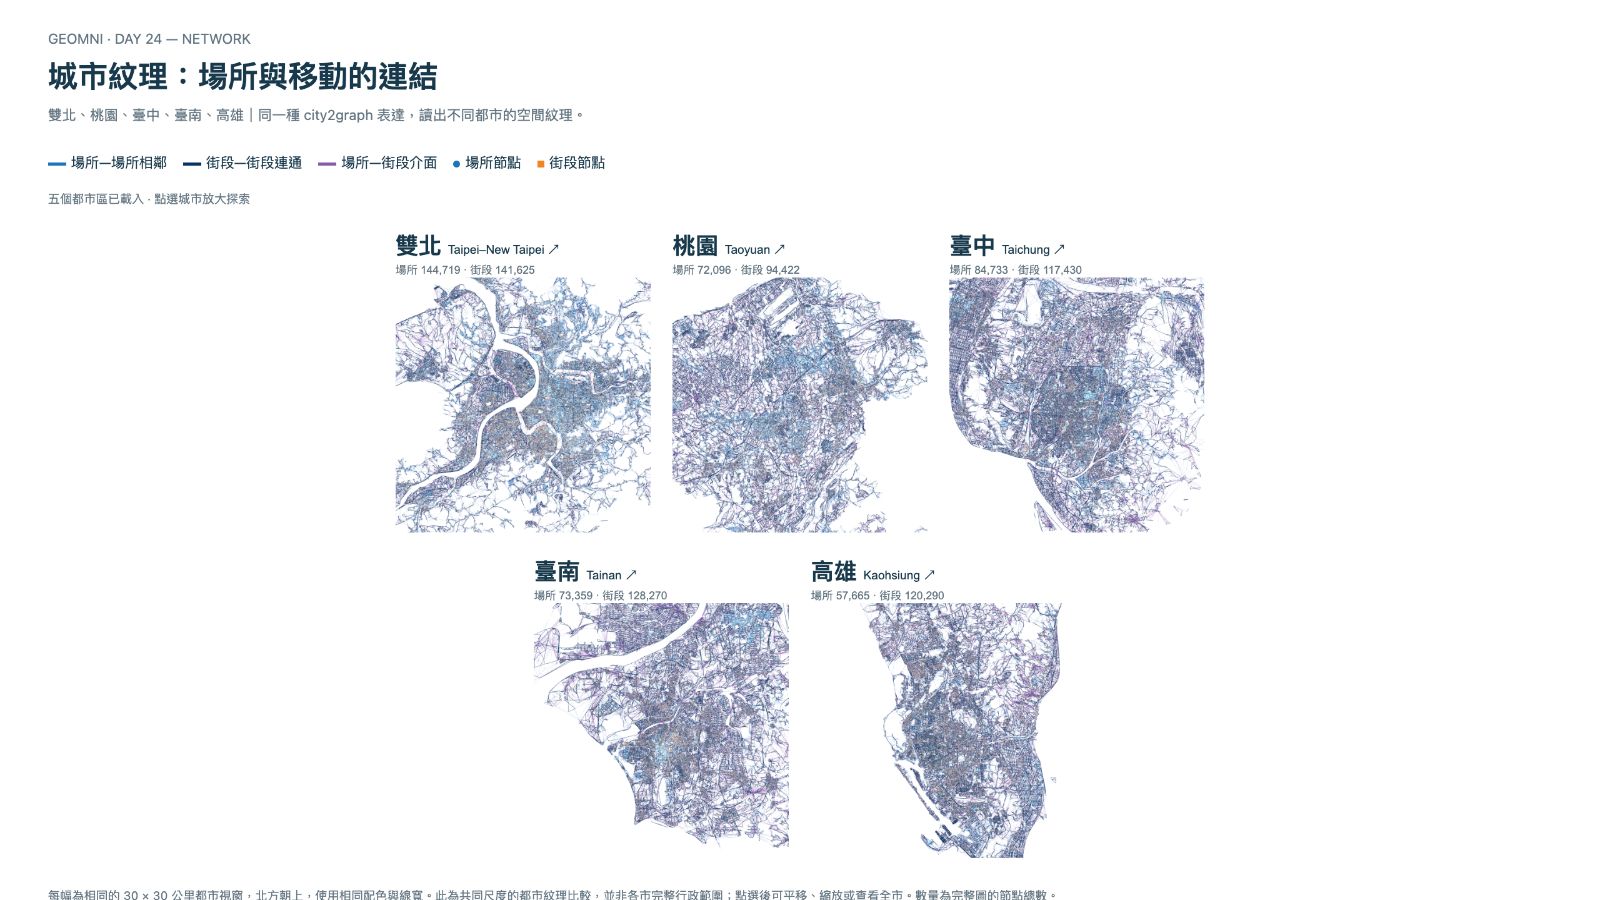 GEOMNI · DAY 24 — NETWORK
城市紋理：場所與移動的連結
雙北、桃園、臺中、臺南、高雄｜同一種 city2graph 表達，讀出不同都市的空間紋理。
場所—場所相鄰 街段—街段連通 場所—街段介面 場所節點 街段節點
五個都市區已載入 · 點選城市放大探索
雙北 Taipei–New Taipei ↗
場所 144,719 · 街段 141,625
桃園 Taoyuan ↗
場所 72,096 · 街段 94,422
臺中 Taichung ↗
場所 84,733 · 街段 117,430
臺南 Tainan ↗
場所 73,359 · 街段 128,270
高雄 Kaohsiung ↗
場所 57,665 · 街段 120,290
每幅為相同的 30 × 30 公里都市視窗，北方朝上，使用相同配色與線寬。此為共同尺度的都市紋理比較，並非各市完整行政範圍；點選後可平移、縮放或查看全市。數量為完整圖的節點總數。